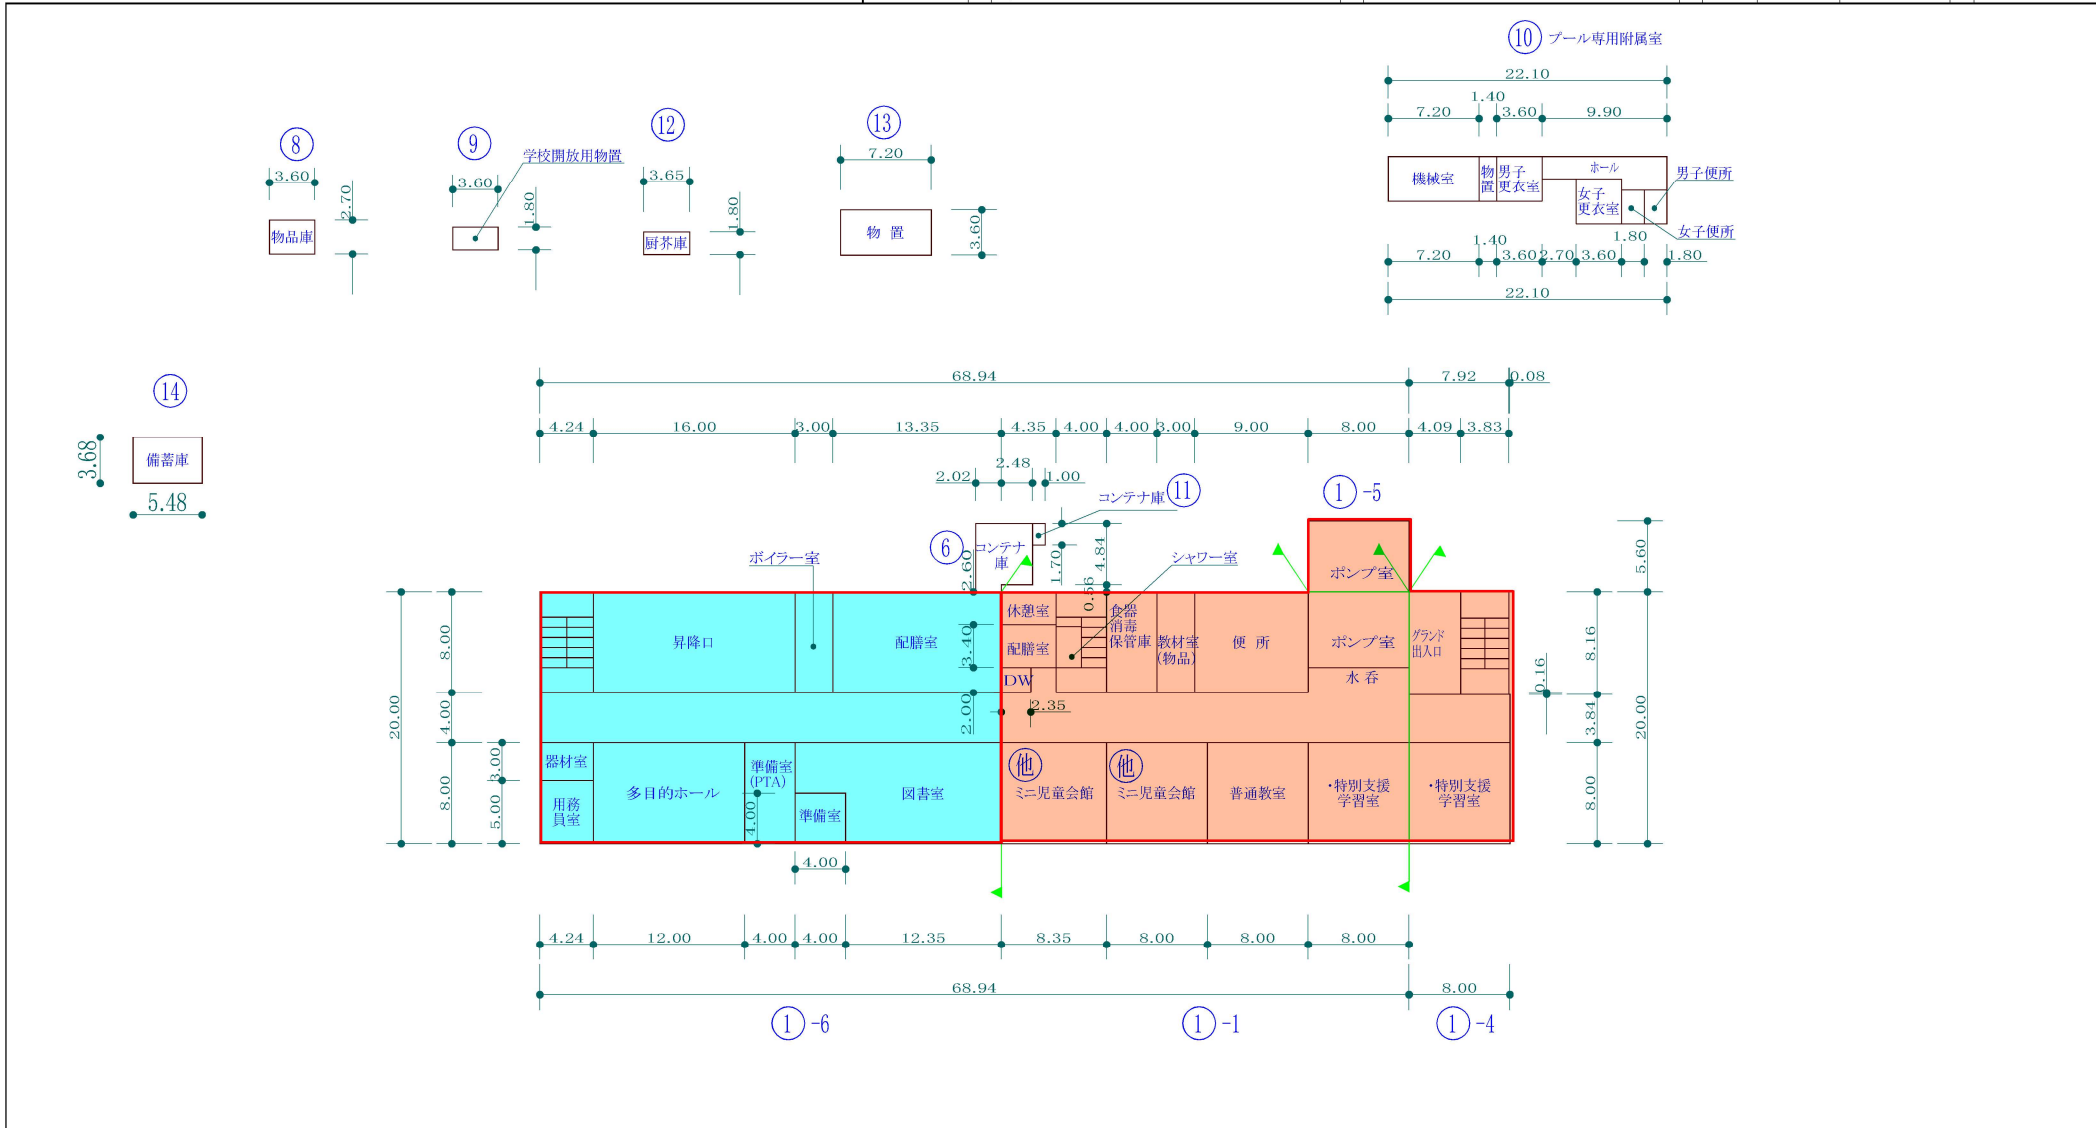 ⑩ プール専用附属室
22.10
1.40
7.20 3.60 9.90
機械室
物置
男子
更衣室
ホール
女子
更衣室
男子便所
女子便所
1.40 1.80
7.20 3.60 2.70 3.60 1.80
22.10
⑧
3.60
2.70
物品庫
⑨
学校開放用物置
3.60
1.80
⑫
3.65
1.80
厨芥庫
⑬
7.20
3.60
物 置
⑭
3.68
備蓄庫
5.48
68.94 7.92 0.08
4.24 16.00 3.00 13.35 4.35 4.00 4.00 3.00 9.00 8.00 4.09 3.83
2.48
2.02 1.00
コンテナ庫 ⑪
①-5
⑥
コンテナ
庫
2.60
1.70
4.84
0.56
ボイラー室
シャワー室
ポンプ室
5.60
20.00
8.00
4.00
8.00
3.00
5.00
昇降口
配膳室
3.40
2.00
休憩室
配膳室
DW
2.35
食器
消毒
保管庫
教材室
(物品)
便 所
ポンプ室
水 呑
グランド
出入口
8.16
0.16
3.84
20.00
8.00
器材室
用務
員室
多目的ホール
準備室
(PTA)
4.00
準備室
図書室
他
ミニ児童会館
他
ミニ児童会館
普通教室
・特別支援
学習室
・特別支援
学習室
4.00
4.24 12.00 4.00 4.00 12.35 8.35 8.00 8.00 8.00
68.94 8.00
①-6 ①-1 ①-4